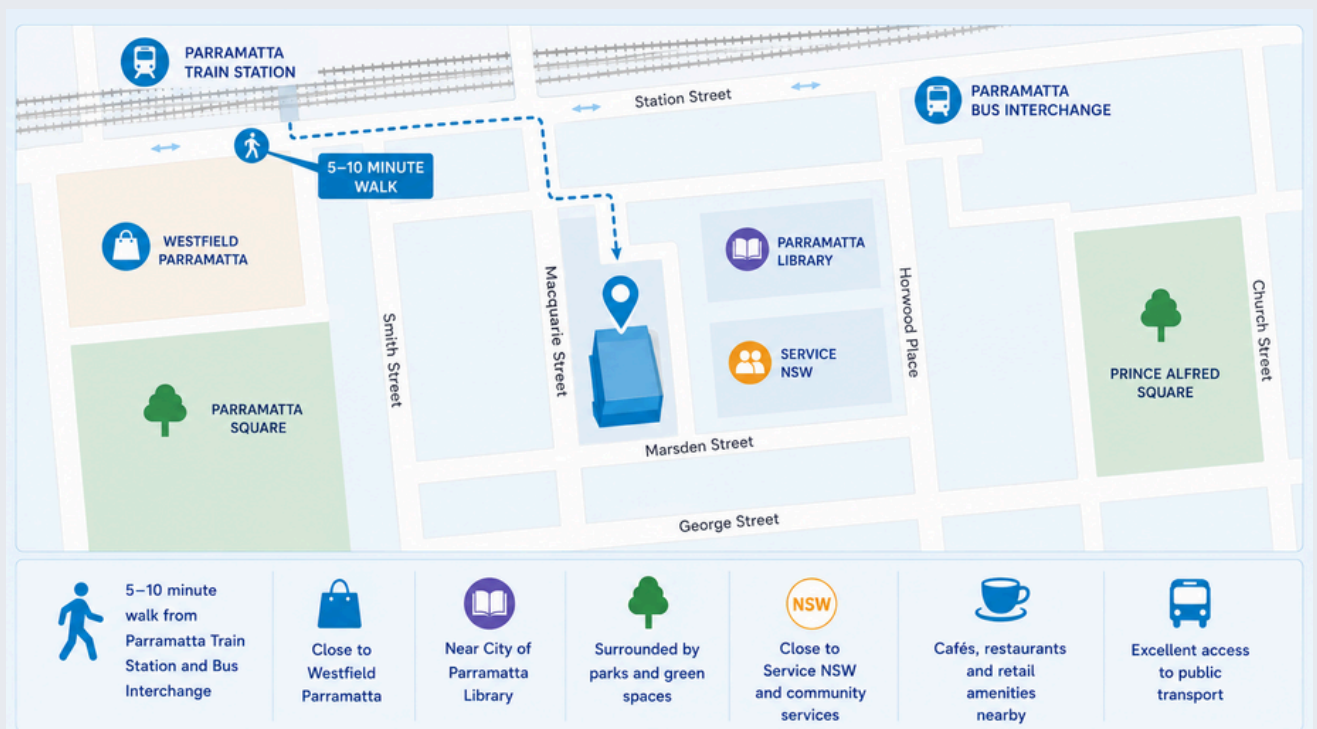 PARRAMATTA
TRAIN STATION
Station Street
PARRAMATTA
BUS INTERCHANGE
5–10 MINUTE
WALK
WESTFIELD
PARRAMATTA
PARRAMATTA
LIBRARY
Smith Street
Macquarie Street
Horwood Place
Church Street
SERVICE
NSW
PRINCE ALFRED
SQUARE
PARRAMATTA
SQUARE
Marsden Street
George Street
5–10 minute
walk from
Parramatta Train
Station and Bus
Interchange
Close to
Westfield
Parramatta
Near City of
Parramatta
Library
Surrounded by
parks and green
spaces
NSW
Close to
Service NSW
and community
services
Cafés, restaurants
and retail
amenities
nearby
Excellent access
to public
transport